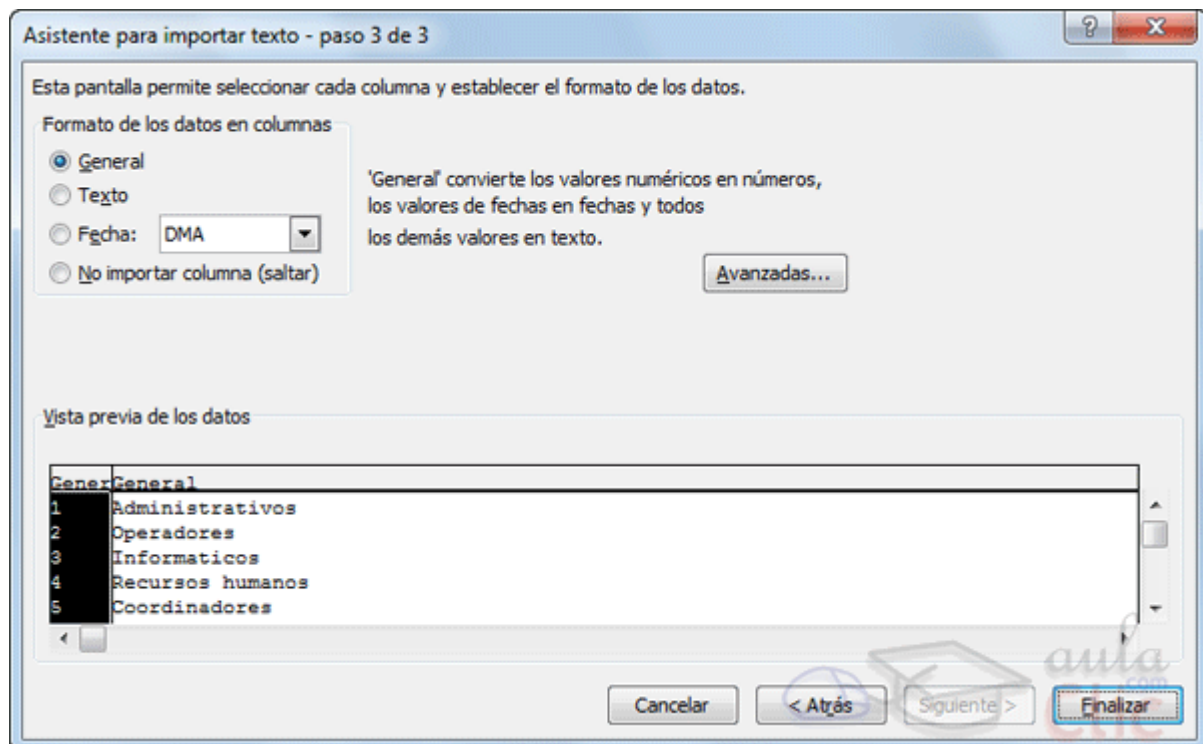 Asistente para importar texto - paso 3 de 3
Esta pantalla permite seleccionar cada columna y establecer el formato de los datos.
Formato de los datos en columnas
General
Texto
Fecha: DMA
No importar columna (saltar)
'General' convierte los valores numéricos en números,
los valores de fechas en fechas y todos
los demás valores en texto.
Avanzadas...
Vista previa de los datos
Gener General
1 Administrativos
2 Operadores
3 Informaticos
4 Recursos humanos
5 Coordinadores
aula
.com
Clic
Cancelar < Atrás Siguiente > Finalizar